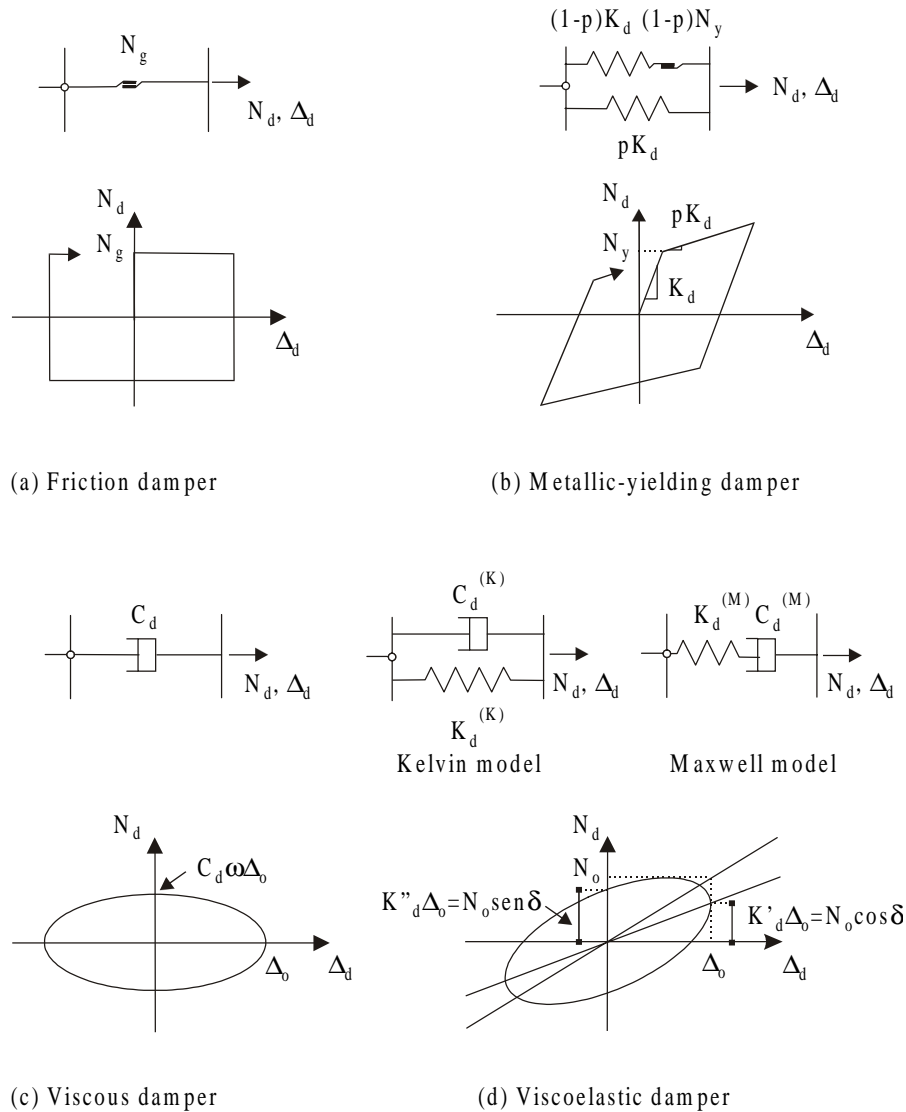 N_g
N_d, Δ_d
N_d
N_g
Δ_d
(a) Friction damper
(1-p)K_d (1-p)N_y
N_d, Δ_d
pK_d
N_d
pK_d
N_y
K_d
Δ_d
(b) Metallic-yielding damper
C_d
N_d, Δ_d
N_d
C_dωΔ_o
Δ_o
Δ_d
(c) Viscous damper
C_d^(K)
N_d, Δ_d
K_d^(K)
Kelvin model
K_d^(M) C_d^(M)
N_d, Δ_d
Maxwell model
N_d
N_o
K''_dΔ_o=N_osenδ
K'_dΔ_o=N_ocosδ
Δ_o
Δ_d
(d) Viscoelastic damper